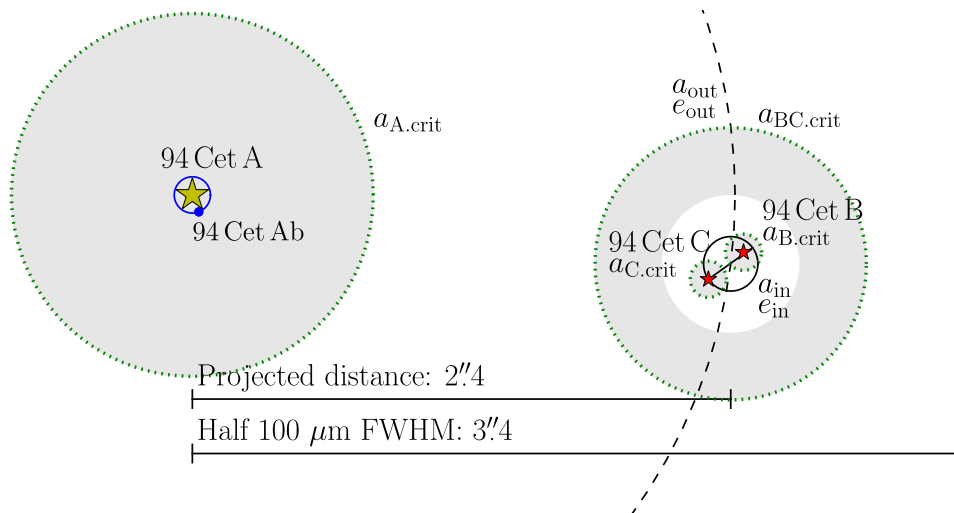 a_out
e_out
a_A.crit
a_BC.crit
94 Cet A
94 Cet Ab
94 Cet B
a_B.crit
94 Cet C
a_C.crit
a_in
e_in
Projected distance: 2″.4
Half 100 μm FWHM: 3″.4